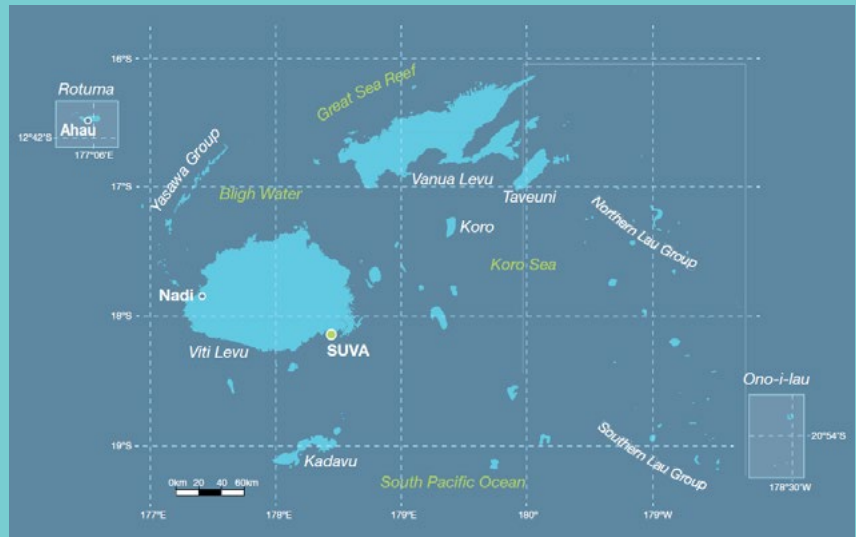 16°S
Great Sea Reef
Rotuma
Ahau
12°42'S
177°06'E
Yasawa Group
Vanua Levu
17°S
Bligh Water
Taveuni
Northern Lau Group
Koro
Koro Sea
Nadi
18°S
Viti Levu
SUVA
Ono-i-lau
20°54'S
178°30'W
Southern Lau Group
19°S
Kadavu
0km 20 40 60km
South Pacific Ocean
177°E 178°E 179°E 180° 179°W